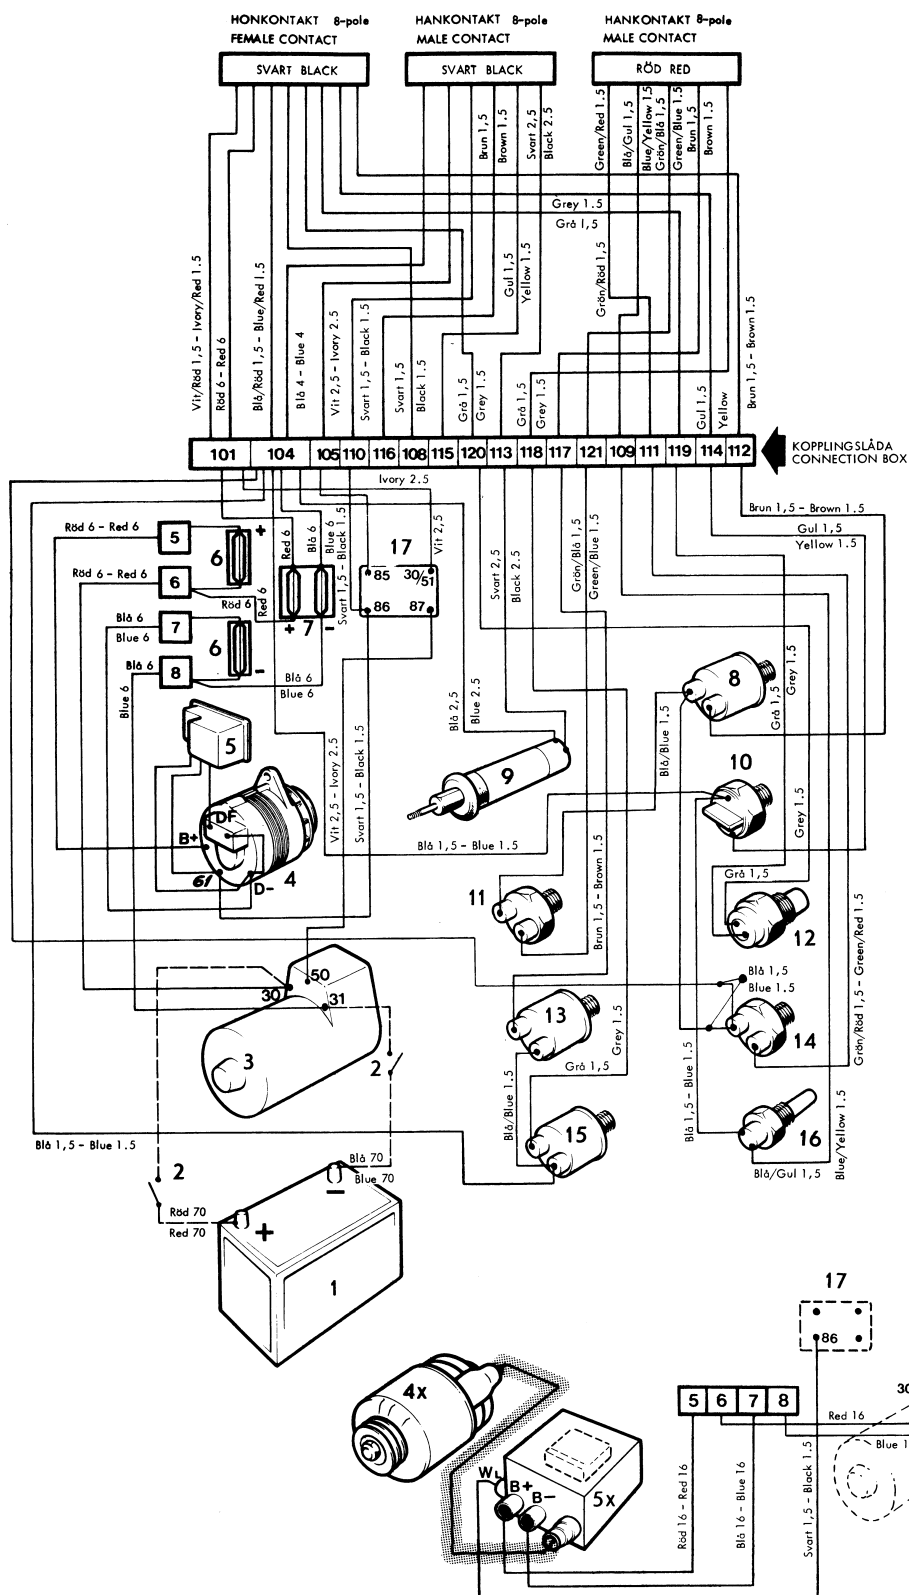 HONKONTAKT 8-pole
FEMALE CONTACT
HANKONTAKT 8-pole
MALE CONTACT
HANKONTAKT 8-pole
MALE CONTACT
SVART BLACK
SVART BLACK
RÖD RED
Brun 1,5
Brown 1.5
Svart 2,5
Black 2.5
Green/Red 1.5
Blå/Gul 1,5
Blue/Yellow 1.5
Grön/Blå 1,5
Green/Blue 1.5
Brun 1,5
Brown 1.5
Grey 1.5
Grå 1,5
Vit/Röd 1,5 - Ivory/Red 1.5
Röd 6 - Red 6
Blå/Röd 1,5 - Blue/Red 1.5
Blå 4 - Blue 4
Vit 2,5 - Ivory 2.5
Svart 1,5 - Black 1.5
Svart 1,5
Black 1.5
Grå 1,5
Grey 1.5
Gul 1,5
Yellow 1.5
Grå 1,5
Grey 1.5
Grön/Röd 1,5
Gul 1,5
Yellow
Brun 1,5 - Brown 1.5
101 104 105 110 116 108 115 120 113 118 117 121 109 111 119 114 112
KOPPLINGSLÅDA
CONNECTION BOX
Ivory 2.5
Brun 1,5 - Brown 1.5
Gul 1,5
Yellow 1.5
Röd 6 - Red 6
5
6
+
Röd 6 - Red 6
6
Röd 6
Red 6
Blå 6
Blue 6
7
6
-
Blå 6
8
Blå 6
Blue 6
Blue 6
Red 6
Blå 6
Blue 6
Svart 1,5 - Black 1.5
+ 7 -
17
85 30/51
86 87
Vit 2,5
Svart 2,5
Black 2.5
Grön/Blå 1,5
Green/Blue 1.5
Blå 2,5
Blue 2.5
Vit 2,5 - Ivory 2.5
Svart 1,5 - Black 1.5
Blå/Blue 1.5
Grå 1,5
Grey 1.5
8
5
9
10
DF
B+
61
D-
4
Blå 1,5 - Blue 1.5
Grey 1.5
Grå 1,5
11
Brun 1,5 - Brown 1.5
12
Grön/Röd 1,5 - Green/Red 1.5
50
30
31
Blå 1,5
Blue 1.5
13
14
3
2
Grey 1.5
Grå 1,5
Blå/Blue 1.5
Blå 1,5 - Blue 1.5
15
16
Blå/Gul 1,5
Blue/Yellow 1.5
Blå 1,5 - Blue 1.5
2
Blå 70
Blue 70
-
Röd 70
Red 70
+
1
17
86
4x
5 6 7 8
30
Red 16
Blue 1
W
L
B+
B-
5x
Röd 16 - Red 16
Blå 16 - Blue 16
Svart 1,5 - Black 1.5